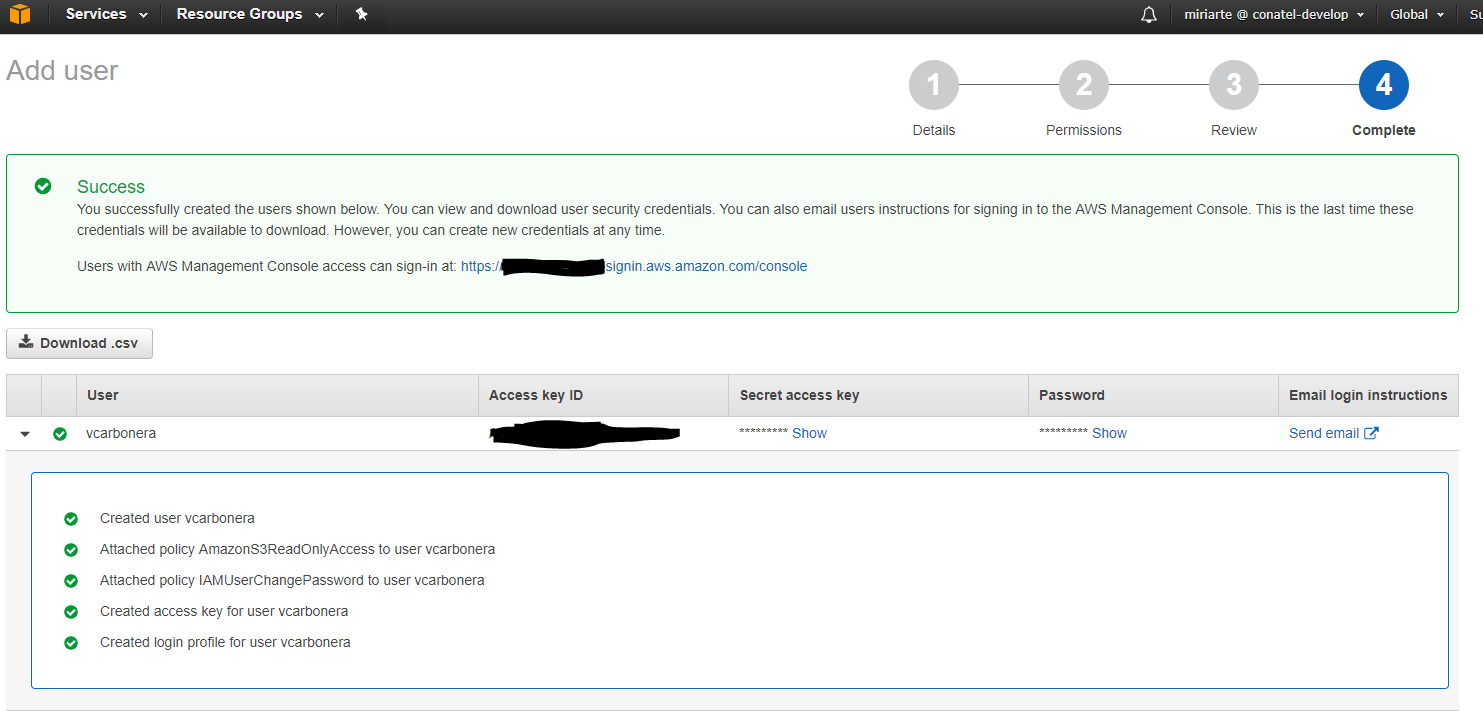 Services Resource Groups miriarte @ conatel-develop Global Su
Add user
1 2 3 4
Details Permissions Review Complete
Success
You successfully created the users shown below. You can view and download user security credentials. You can also email users instructions for signing in to the AWS Management Console. This is the last time these
credentials will be available to download. However, you can create new credentials at any time.
Users with AWS Management Console access can sign-in at: https:/ signin.aws.amazon.com/console
Download .csv
User Access key ID Secret access key Password Email login instructions
vcarbonera ********* Show ********* Show Send email
Created user vcarbonera
Attached policy AmazonS3ReadOnlyAccess to user vcarbonera
Attached policy IAMUserChangePassword to user vcarbonera
Created access key for user vcarbonera
Created login profile for user vcarbonera